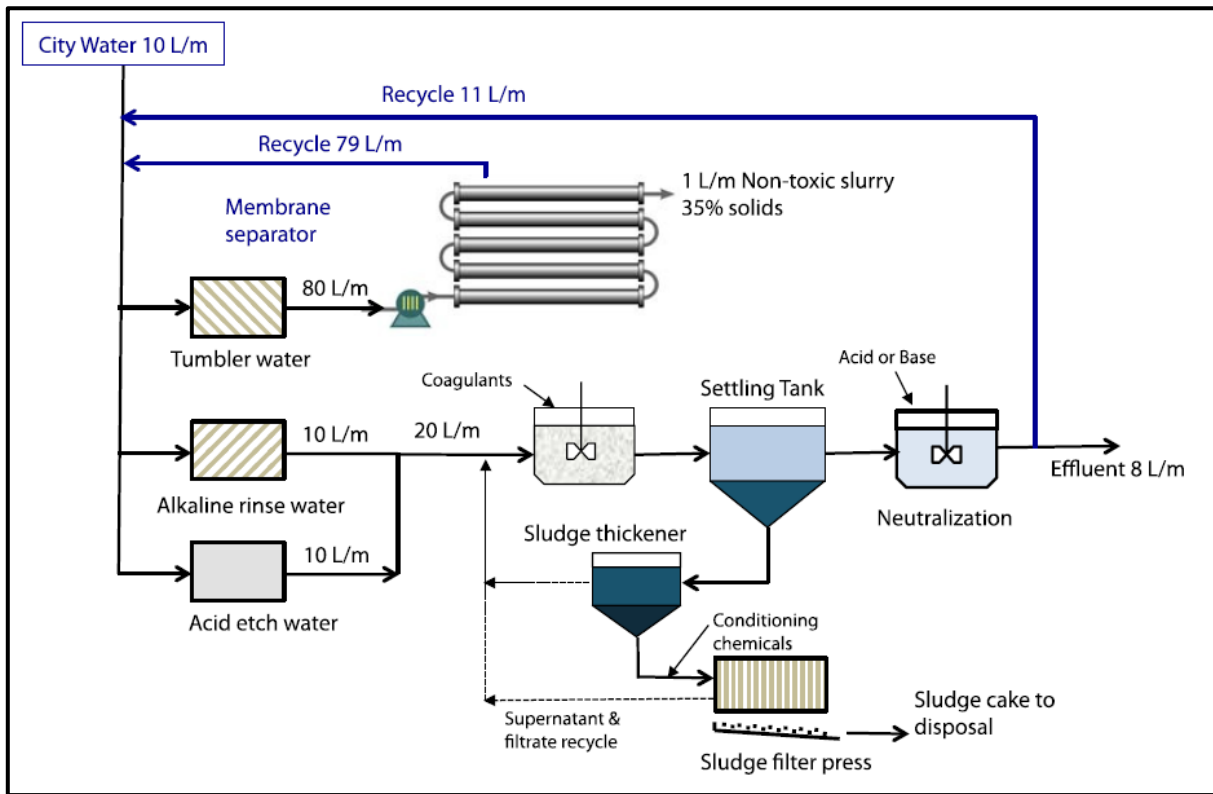 City Water 10 L/m
Recycle 11 L/m
Recycle 79 L/m
1 L/m Non-toxic slurry
35% solids
Membrane
separator
80 L/m
Tumbler water
Acid or Base
Coagulants
Settling Tank
10 L/m
20 L/m
Effluent 8 L/m
Alkaline rinse water
Neutralization
Sludge thickener
10 L/m
Acid etch water
Conditioning
chemicals
Supernatant &
filtrate recycle
Sludge cake to
disposal
Sludge filter press